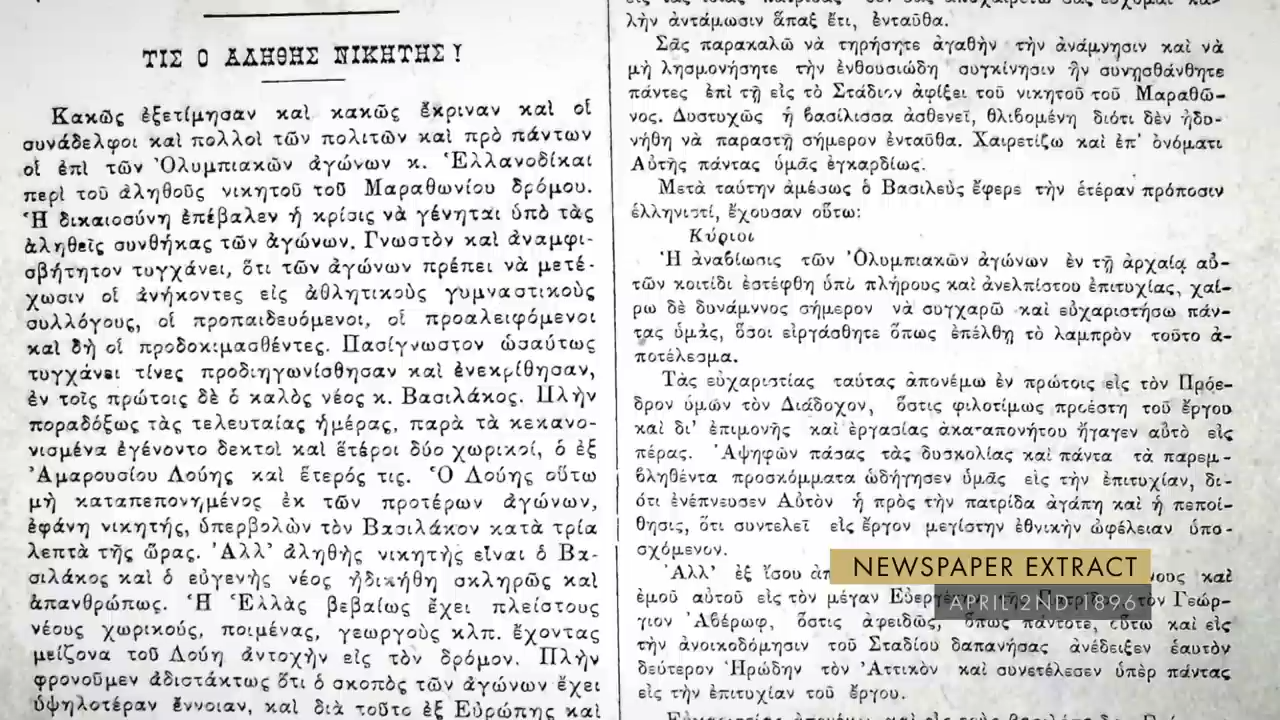 ΤΙΣ Ο ΑΛΗΘΗΣ ΝΙΚΗΤΗΣ!
Κακῶς ἐξετίμησαν καὶ κακῶς ἔκριναν καὶ οἱ
συνάδελφοι καὶ πολλοὶ τῶν πολιτῶν καὶ πρὸ πάντων
οἱ ἐπὶ τῶν Ὀλυμπιακῶν ἀγώνων κ. Ἑλλανοδίκαι
περὶ τοῦ ἀληθοῦς νικητοῦ τοῦ Μαραθωνίου δρόμου.
Ἡ δικαιοσύνη ἐπέβαλεν ἡ κρίσις νὰ γένηται ὑπὸ τὰς
ἀληθεῖς συνθήκας τῶν ἀγώνων. Γνωστὸν καὶ ἀναμφι-
σβήτητον τυγχάνει, ὅτι τῶν ἀγώνων πρέπει νὰ μετέ-
χωσιν οἱ ἀνήκοντες εἰς ἀθλητικοὺς γυμναστικοὺς
συλλόγους, οἱ προπαιδευόμενοι, οἱ προαλειφόμενοι
καὶ δὴ οἱ προδοκιμασθέντες. Πασίγνωστον ὡσαύτως
τυγχάνει τίνες προδιηγωνίσθησαν καὶ ἐνεκρίθησαν,
ἐν τοῖς πρώτοις δὲ ὁ καλὸς νέος κ. Βασιλάκος. Πλὴν
παραδόξως τὰς τελευταίας ἡμέρας, παρὰ τὰ κεκανο-
νισμένα ἐγένοντο δεκτοὶ καὶ ἕτεροι δύο χωρικοί, ὁ ἐξ
Ἀμαρουσίου Λούης καὶ ἕτερός τις. Ὁ Λούης οὕτω
μὴ καταπεπονημένος ἐκ τῶν προτέρων ἀγώνων,
ἐφάνη νικητής, ὑπερβαλὼν τὸν Βασιλάκον κατὰ τρία
λεπτὰ τῆς ὥρας. Ἀλλ' ἀληθὴς νικητὴς εἶναι ὁ Βα-
σιλάκος καὶ ὁ εὐγενὴς νέος ἠδικήθη σκληρῶς καὶ
ἀπανθρώπως. Ἡ Ἑλλὰς βεβαίως ἔχει πλείστους
νέους χωρικούς, ποιμένας, γεωργοὺς κλπ. ἔχοντας
μείζονα τοῦ Λούη ἀντοχὴν εἰς τὸν δρόμον. Πλὴν
φρονοῦμεν ἀδιστάκτως ὅτι ὁ σκοπὸς τῶν ἀγώνων ἔχει
ὑψηλοτέραν ἔννοιαν, καὶ διὰ τοῦτο ἐξ Εὐρώπης καὶ
λὴν ἀντάμωσιν ἅπαξ ἔτι, ἐνταῦθα.
Σᾶς παρακαλῶ νὰ τηρήσητε ἀγαθὴν τὴν ἀνάμνησιν καὶ νὰ
μὴ λησμονήσητε τὴν ἐνθουσιώδη συγκίνησιν ἣν συνῃσθάνθητε
πάντες ἐπὶ τῇ εἰς τὸ Στάδιον ἀφίξει τοῦ νικητοῦ τοῦ Μαραθῶ-
νος. Δυστυχῶς ἡ βασίλισσα ἀσθενεῖ, θλιβομένη διότι δὲν ἠδυ-
νήθη νὰ παραστῇ σήμερον ἐνταῦθα. Χαιρετίζω καὶ ἐπ' ὀνόματι
Αὐτῆς πάντας ὑμᾶς ἐγκαρδίως.
Μετὰ ταύτην ἀμέσως ὁ Βασιλεὺς ἔφερε τὴν ἑτέραν πρόποσιν
ἑλληνιστί, ἔχουσαν οὕτω:
Κύριοι
Ἡ ἀναβίωσις τῶν Ὀλυμπιακῶν ἀγώνων ἐν τῇ ἀρχαίᾳ αὐ-
τῶν κοιτίδι ἐστέφθη ὑπὸ πλήρους καὶ ἀνελπίστου ἐπιτυχίας, χαί-
ρω δὲ δυνάμννος σήμερον νὰ συγχαρῶ καὶ εὐχαριστήσω πάν-
τας ὑμᾶς, ὅσοι εἰργάσθητε ὅπως ἐπέλθῃ τὸ λαμπρὸν τοῦτο ἀ-
ποτέλεσμα.
Τὰς εὐχαριστίας ταύτας ἀπονέμω ἐν πρώτοις εἰς τὸν Πρόε-
δρον ὑμῶν τὸν Διάδοχον, ὅστις φιλοτίμως προέστη τοῦ ἔργου
καὶ δι' ἐπιμονῆς καὶ ἐργασίας ἀκαταπονήτου ἤγαγεν αὐτὸ εἰς
πέρας. Ἀψηφῶν πάσας τὰς δυσκολίας καὶ πάντα τὰ παρεμ-
βληθέντα προσκόμματα ὡδήγησεν ὑμᾶς εἰς τὴν ἐπιτυχίαν, δι-
ότι ἐνέπνευσεν Αὐτὸν ἡ πρὸς τὴν πατρίδα ἀγάπη καὶ ἡ πεποί-
θησις, ὅτι συντελεῖ εἰς ἔργον μεγίστην ἐθνικὴν ὠφέλειαν ὑπο-
σχόμενον.
Ἀλλ' ἐξ ἴσου καὶ
ἐμοῦ αὐτοῦ εἰς τὸν μέγαν τὸν Γεώρ-
γιον Ἀβέρωφ, ὅστις ἀφειδῶς, ὅπως πάντοτε, οὕτω καὶ εἰς
τὴν ἀνοικοδόμησιν τοῦ Σταδίου δαπανήσας ἀνέδειξεν ἑαυτὸν
δεύτερον Ἡρώδην τὸν Ἀττικὸν καὶ συνετέλεσεν ὑπὲρ πάντας
εἰς τὴν ἐπιτυχίαν τοῦ ἔργου.
NEWSPAPER EXTRACT
APRIL 2ND 1896